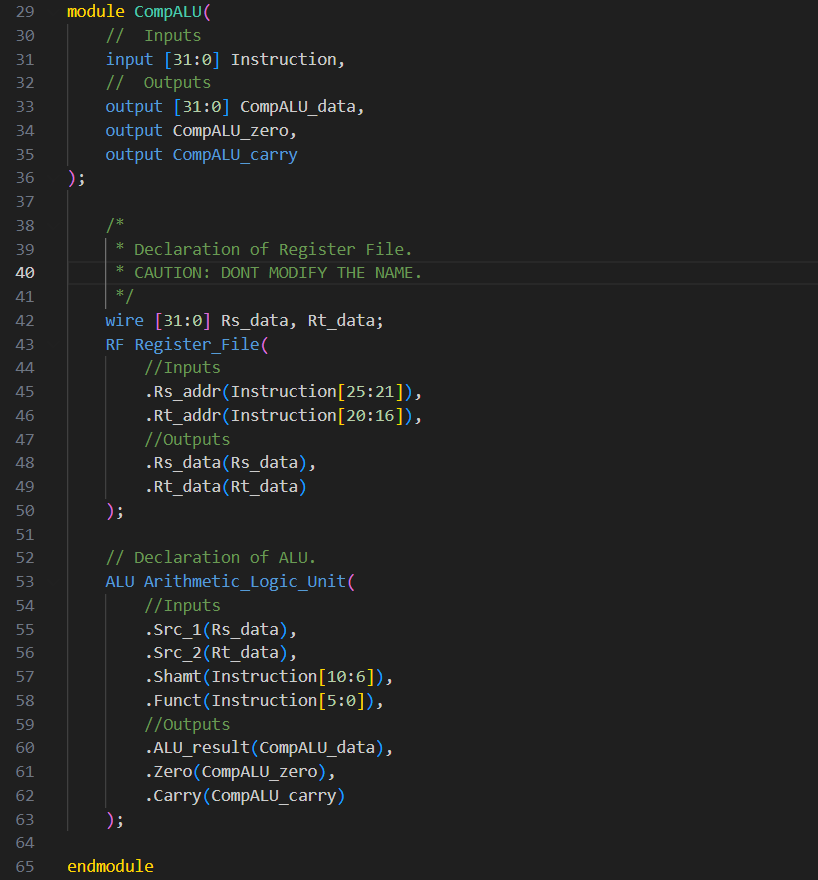 29 module CompALU(
30     //  Inputs
31     input [31:0] Instruction,
32     //  Outputs
33     output [31:0] CompALU_data,
34     output CompALU_zero,
35     output CompALU_carry
36 );
37
38     /*
39      * Declaration of Register File.
40      * CAUTION: DONT MODIFY THE NAME.
41      */
42     wire [31:0] Rs_data, Rt_data;
43     RF Register_File(
44         //Inputs
45         .Rs_addr(Instruction[25:21]),
46         .Rt_addr(Instruction[20:16]),
47         //Outputs
48         .Rs_data(Rs_data),
49         .Rt_data(Rt_data)
50     );
51
52     // Declaration of ALU.
53     ALU Arithmetic_Logic_Unit(
54         //Inputs
55         .Src_1(Rs_data),
56         .Src_2(Rt_data),
57         .Shamt(Instruction[10:6]),
58         .Funct(Instruction[5:0]),
59         //Outputs
60         .ALU_result(CompALU_data),
61         .Zero(CompALU_zero),
62         .Carry(CompALU_carry)
63     );
64
65 endmodule